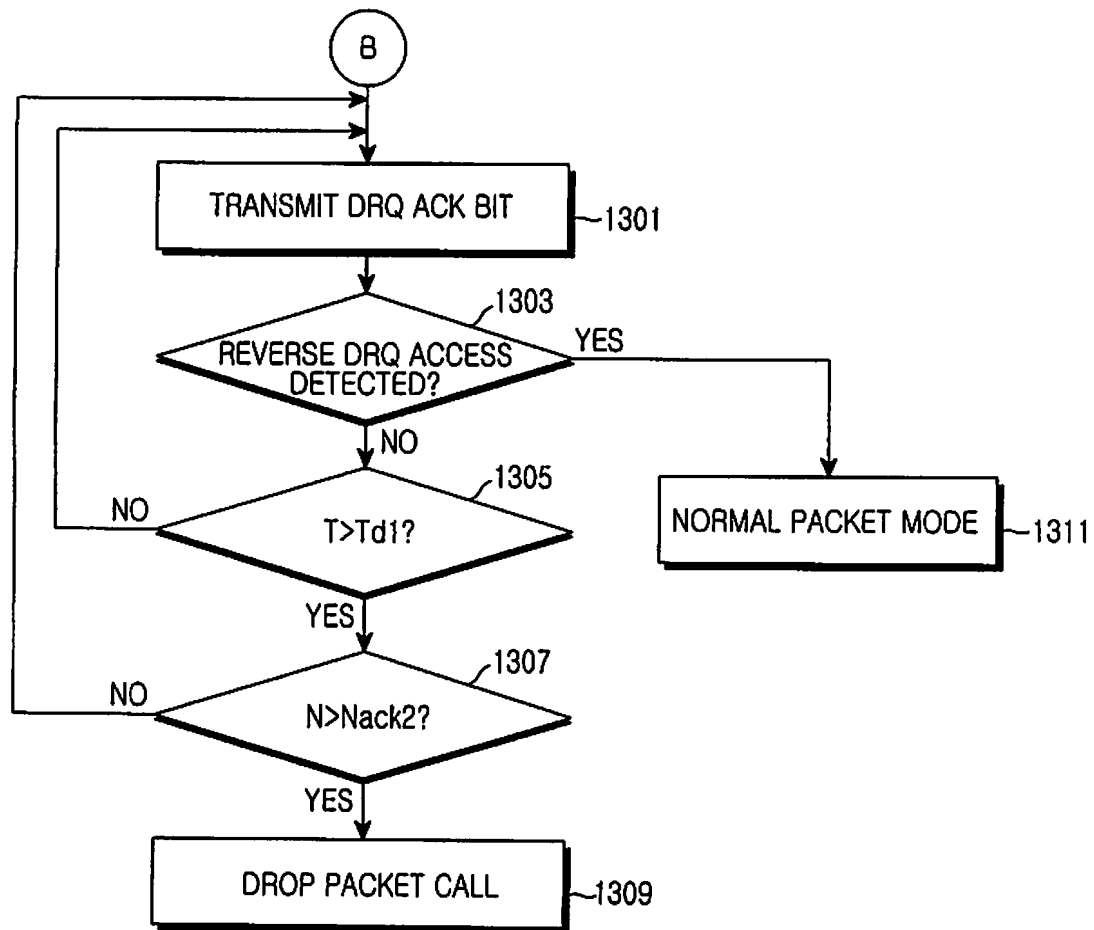 B
TRANSMIT DRQ ACK BIT
1301
1303
REVERSE DRQ ACCESS
DETECTED?
YES
NO
1305
NO
T>Td1?
NORMAL PACKET MODE
1311
YES
1307
NO
N>Nack2?
YES
DROP PACKET CALL
1309